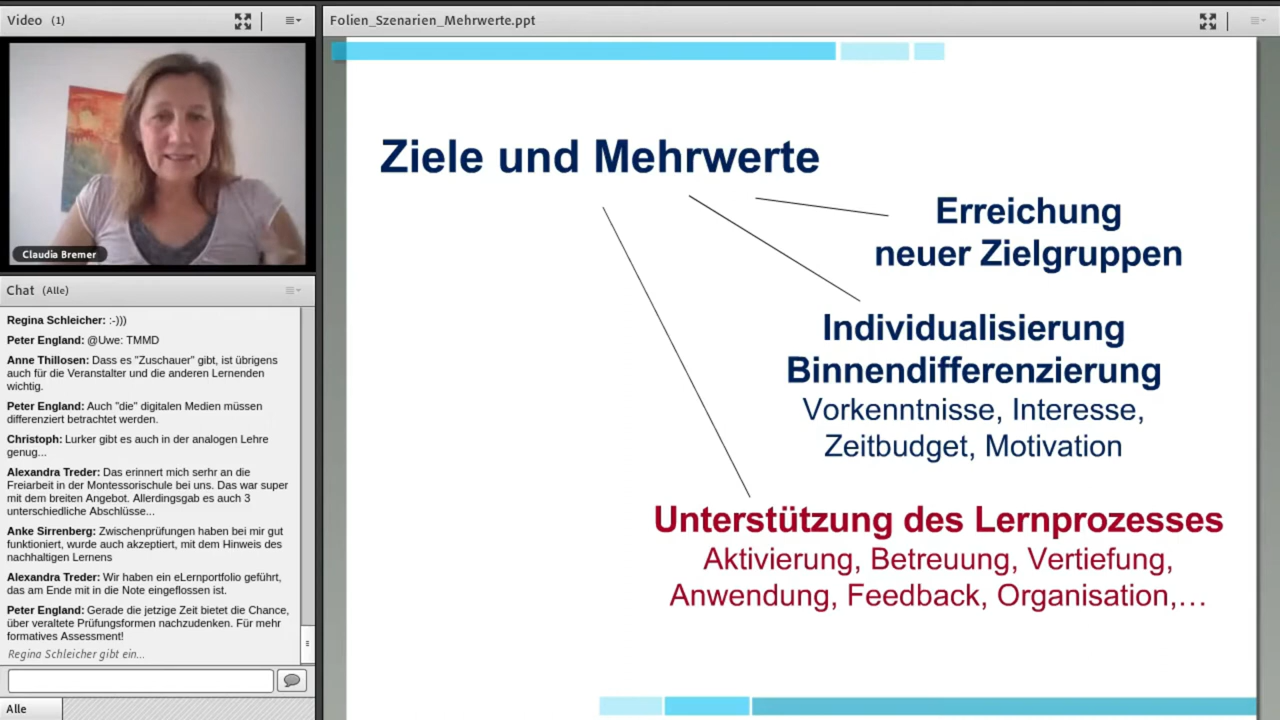 Video (1)
Claudia Bremer
Chat (Alle)
Regina Schleicher: :-)))
Peter England: @Uwe: TMMD
Anne Thillosen: Dass es "Zuschauer" gibt, ist übrigens
auch für die Veranstalter und die anderen Lernenden
wichtig.
Peter England: Auch "die" digitalen Medien müssen
differenziert betrachtet werden.
Christoph: Lurker gibt es auch in der analogen Lehre
genug...
Alexandra Treder: Das erinnert mich serhr an die
Freiarbeit in der Montessorischule bei uns. Das war super
mit dem breiten Angebot. Allerdingsgab es auch 3
unterschiedliche Abschlüsse...
Anke Sirrenberg: Zwischenprüfungen haben bei mir gut
funktioniert, wurde auch akzeptiert, mit dem Hinweis des
nachhaltigen Lernens
Alexandra Treder: Wir haben ein eLernportfolio geführt,
das am Ende mit in die Note eingeflossen ist.
Peter England: Gerade die jetzige Zeit bietet die Chance,
über veraltete Prüfungsformen nachzudenken. Für mehr
formatives Assessment!
Regina Schleicher gibt ein...
Alle
Folien_Szenarien_Mehrwerte.ppt
Ziele und Mehrwerte
Erreichung
neuer Zielgruppen
Individualisierung
Binnendifferenzierung
Vorkenntnisse, Interesse,
Zeitbudget, Motivation
Unterstützung des Lernprozesses
Aktivierung, Betreuung, Vertiefung,
Anwendung, Feedback, Organisation,…